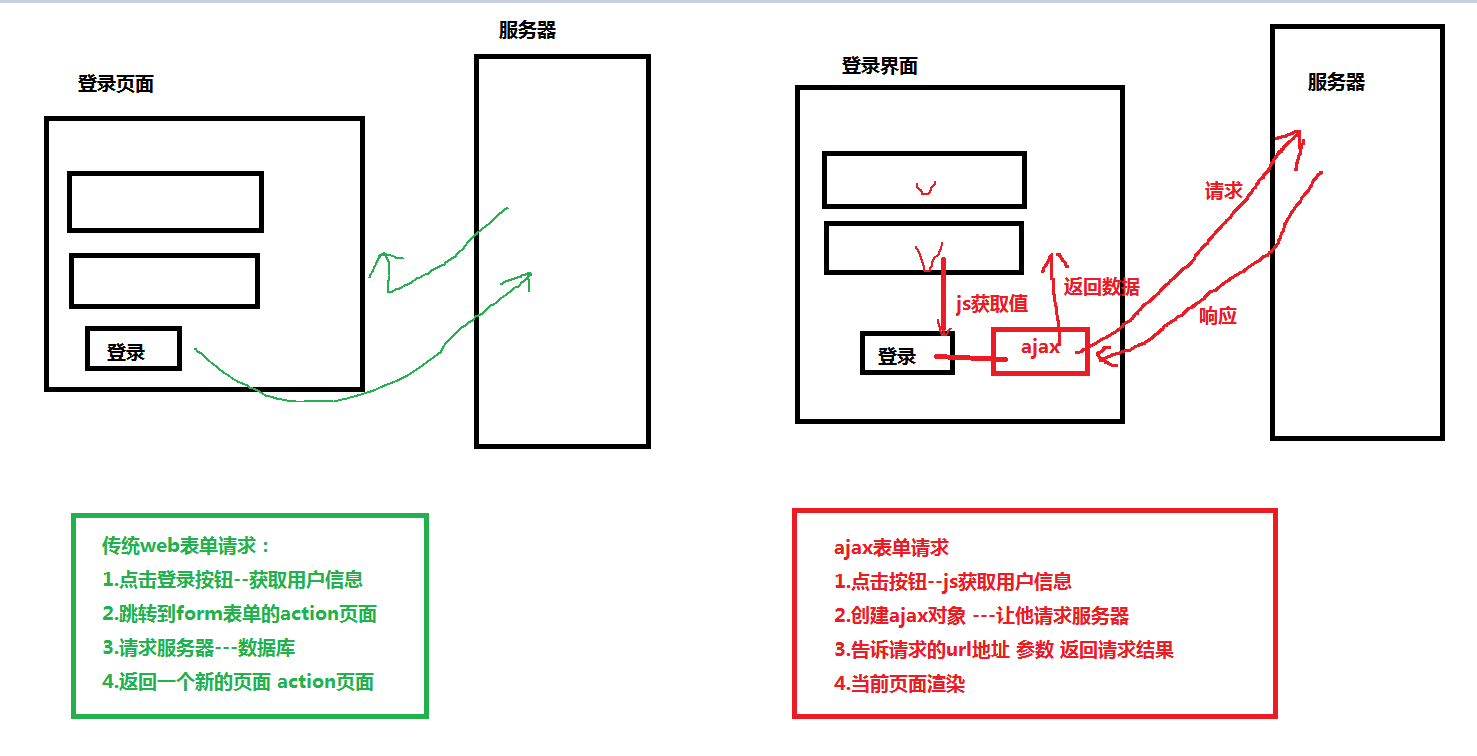 服务器
登录页面
登录
传统web表单请求：
1.点击登录按钮--获取用户信息
2.跳转到form表单的action页面
3.请求服务器---数据库
4.返回一个新的页面 action页面
登录界面
服务器
请求
返回数据
js获取值
响应
登录
ajax
ajax表单请求
1.点击按钮--js获取用户信息
2.创建ajax对象 ---让他请求服务器
3.告诉请求的url地址 参数 返回请求结果
4.当前页面渲染